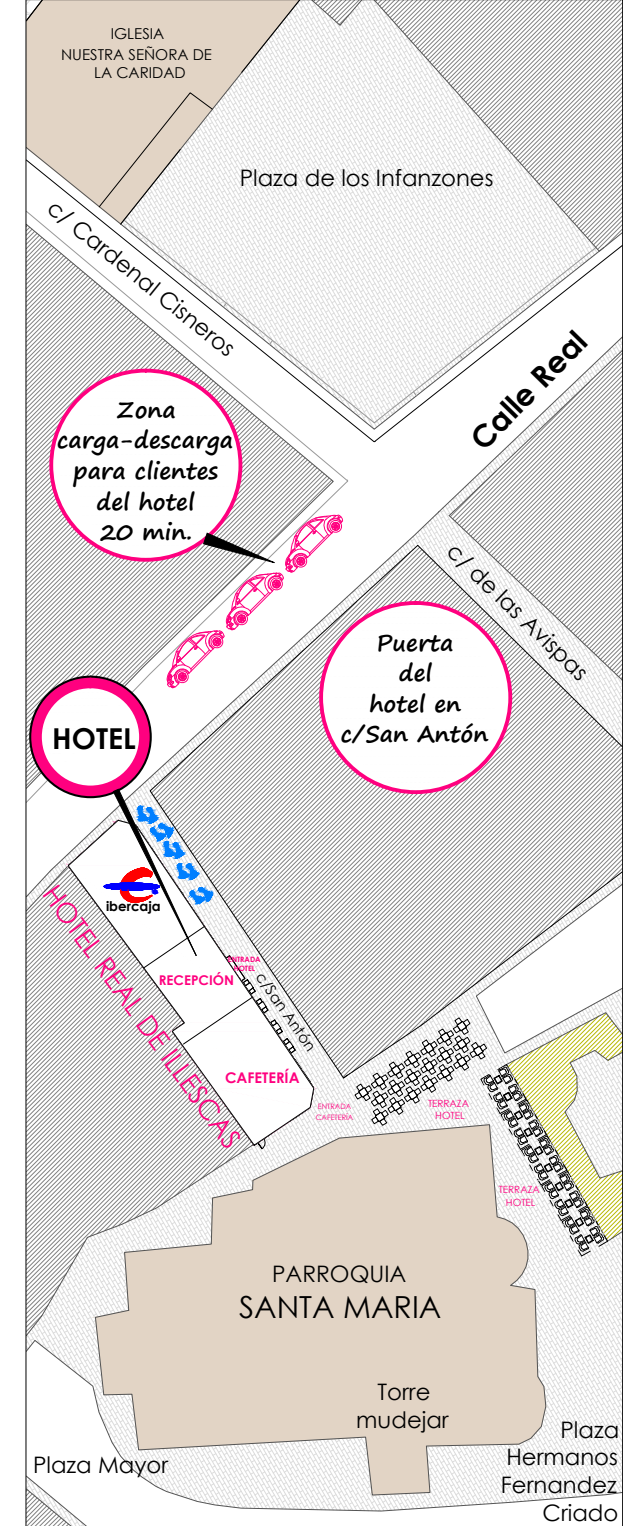 IGLESIA
NUESTRA SEÑORA DE
LA CARIDAD
Plaza de los Infanzones
c/ Cardenal Cisneros
Calle Real
Zona
carga-descarga
para clientes
del hotel
20 min.
c/ de las Avispas
Puerta
del
hotel en
c/San Antón
HOTEL
ibercaja
HOTEL REAL DE ILLESCAS
RECEPCIÓN
ENTRADA
HOTEL
c/San Antón
CAFETERÍA
ENTRADA
CAFETERÍA
TERRAZA
HOTEL
TERRAZA
HOTEL
PARROQUIA
SANTA MARIA
Torre
mudejar
Plaza Mayor
Plaza
Hermanos
Fernandez
Criado